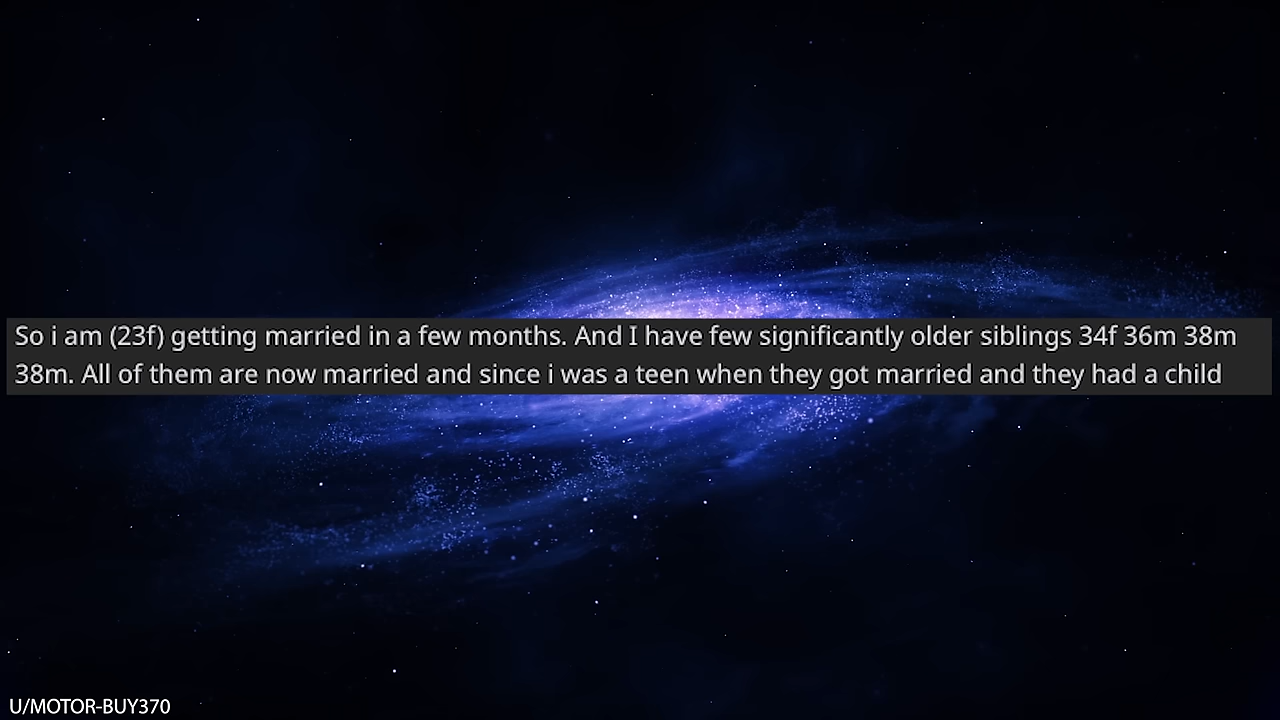 So i am (23f) getting married in a few months. And I have few significantly older siblings 34f 36m 38m
38m. All of them are now married and since i was a teen when they got married and they had a child
U/MOTOR-BUY370